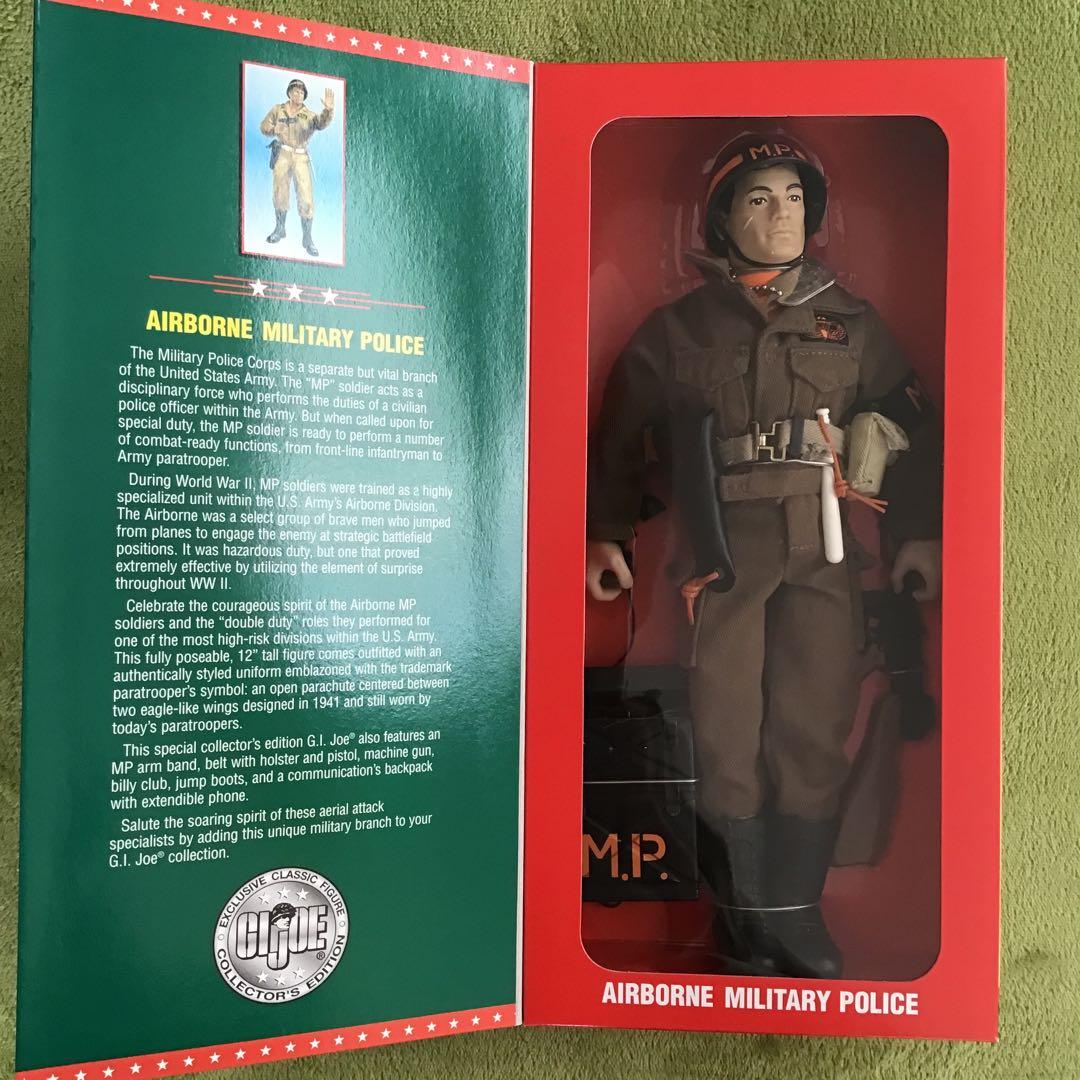 AIRBORNE MILITARY POLICE
The Military Police Corps is a separate but vital branch
of the United States Army. The "MP" soldier acts as a
disciplinary force who performs the duties of a civilian
police officer within the Army. But when called upon for
special duty, the MP soldier is ready to perform a number
of combat-ready functions, from front-line infantryman to
Army paratrooper.
During World War II, MP soldiers were trained as a highly
specialized unit within the U.S. Army's Airborne Division.
The Airborne was a select group of brave men who jumped
from planes to engage the enemy at strategic battlefield
positions. It was hazardous duty, but one that proved
extremely effective by utilizing the element of surprise
throughout WW II.
Celebrate the courageous spirit of the Airborne MP
soldiers and the “double duty” roles they performed for
one of the most high-risk divisions within the U.S. Army.
This fully poseable, 12” tall figure comes outfitted with an
authentically styled uniform emblazoned with the trademark
paratrooper's symbol: an open parachute centered between
two eagle-like wings designed in 1941 and still worn by
today's paratroopers.
This special collector's edition G.I. Joe® also features an
MP arm band, belt with holster and pistol, machine gun,
billy club, jump boots, and a communication's backpack
with extendible phone.
Salute the soaring spirit of these aerial attack
specialists by adding this unique military branch to your
G.I. Joe® collection.
EXCLUSIVE CLASSIC FIGURE
GI JOE®
COLLECTOR'S EDITION
M.P.
M
M.P.
AIRBORNE MILITARY POLICE